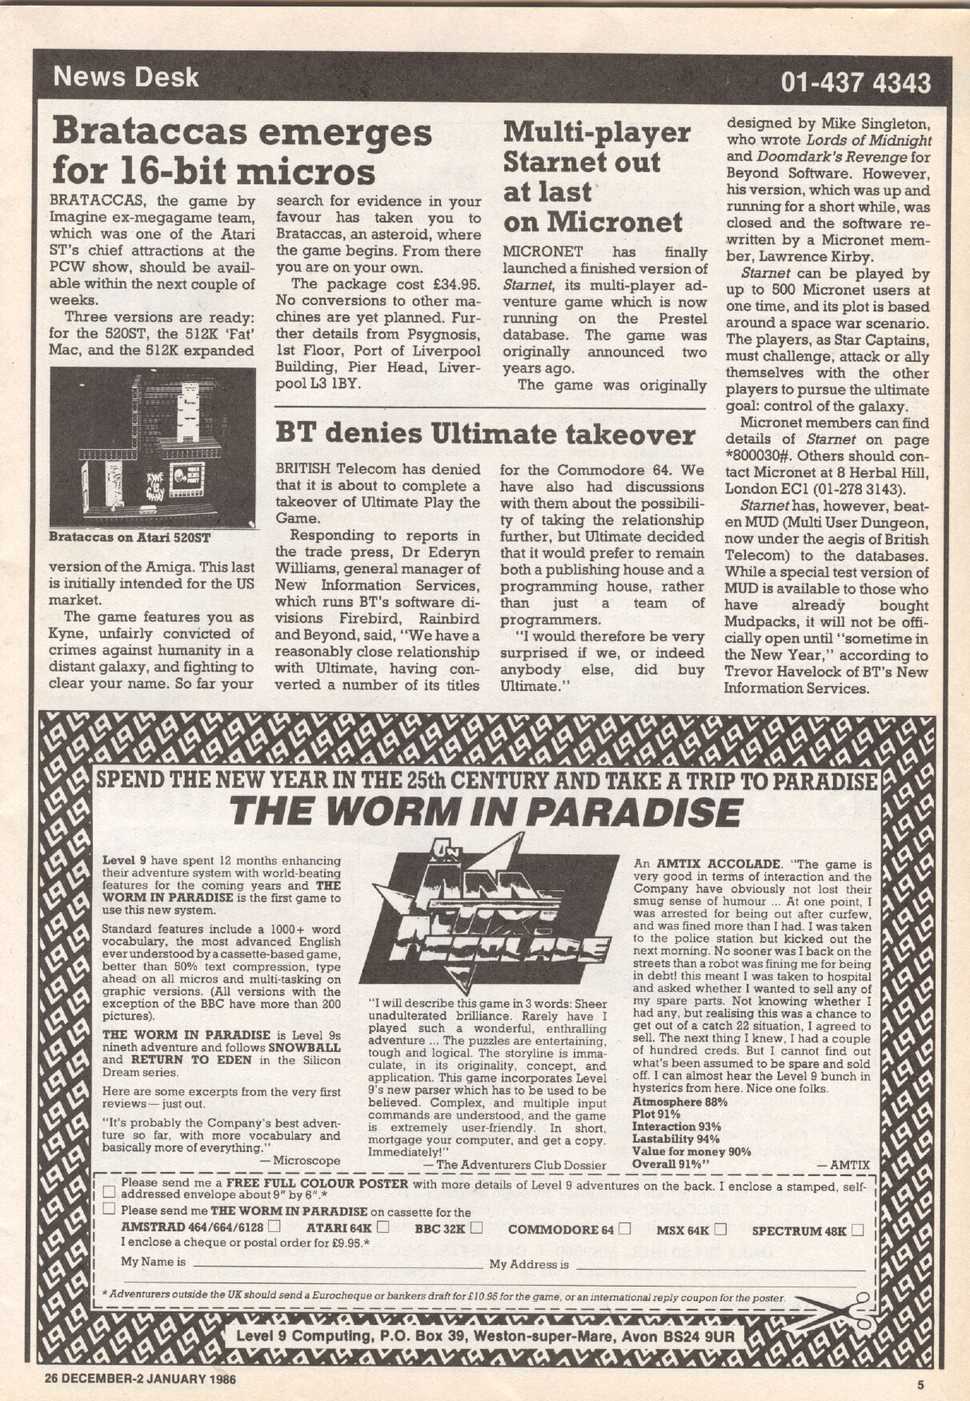 News Desk
01-437 4343
Brataccas emerges
for 16-bit micros
BRATACCAS, the game by
Imagine ex-megagame team,
which was one of the Atari
ST's chief attractions at the
PCW show, should be avail-
able within the next couple of
weeks.
Three versions are ready:
for the 520ST, the 512K 'Fat'
Mac, and the 512K expanded
Brataccas on Atari 520ST
version of the Amiga. This last
is initially intended for the US
market.
The game features you as
Kyne, unfairly convicted of
crimes against humanity in a
distant galaxy, and fighting to
clear your name. So far your
search for evidence in your
favour has taken you to
Brataccas, an asteroid, where
the game begins. From there
you are on your own.
The package cost £34.95.
No conversions to other ma-
chines are yet planned. Fur-
ther details from Psygnosis,
1st Floor, Port of Liverpool
Building, Pier Head, Liver-
pool L3 1BY.
Multi-player
Starnet out
at last
on Micronet
MICRONET has finally
launched a finished version of
Starnet, its multi-player ad-
venture game which is now
running on the Prestel
database. The game was
originally announced two
years ago.
The game was originally
designed by Mike Singleton,
who wrote Lords of Midnight
and Doomdark's Revenge for
Beyond Software. However,
his version, which was up and
running for a short while, was
closed and the software re-
written by a Micronet mem-
ber, Lawrence Kirby.
Starnet can be played by
up to 500 Micronet users at
one time, and its plot is based
around a space war scenario.
The players, as Star Captains,
must challenge, attack or ally
themselves with the other
players to pursue the ultimate
goal: control of the galaxy.
Micronet members can find
details of Starnet on page
*800030#. Others should con-
tact Micronet at 8 Herbal Hill,
London EC1 (01-278 3143).
Starnet has, however, beat-
en MUD (Multi User Dungeon,
now under the aegis of British
Telecom) to the databases.
While a special test version of
MUD is available to those who
have already bought
Mudpacks, it will not be offi-
cially open until "sometime in
the New Year," according to
Trevor Havelock of BT's New
Information Services.
BT denies Ultimate takeover
BRITISH Telecom has denied
that it is about to complete a
takeover of Ultimate Play the
Game.
Responding to reports in
the trade press, Dr Ederyn
Williams, general manager of
New Information Services,
which runs BT's software di-
visions Firebird, Rainbird
and Beyond, said, "We have a
reasonably close relationship
with Ultimate, having con-
verted a number of its titles
for the Commodore 64. We
have also had discussions
with them about the possibili-
ty of taking the relationship
further, but Ultimate decided
that it would prefer to remain
both a publishing house and a
programming house, rather
than just a team of
programmers.
"I would therefore be very
surprised if we, or indeed
anybody else, did buy
Ultimate."
SPEND THE NEW YEAR IN THE 25th CENTURY AND TAKE A TRIP TO PARADISE
THE WORM IN PARADISE
Level 9 have spent 12 months enhancing
their adventure system with world-beating
features for the coming years and THE
WORM IN PARADISE is the first game to
use this new system.
Standard features include a 1000+ word
vocabulary, the most advanced English
ever understood by a cassette-based game,
better than 50% text compression, type
ahead on all micros and multi-tasking on
graphic versions. (All versions with the
exception of the BBC have more than 200
pictures).
THE WORM IN PARADISE is Level 9s
nineth adventure and follows SNOWBALL
and RETURN TO EDEN in the Silicon
Dream series.
Here are some excerpts from the very first
reviews — just out.
"It's probably the Company's best adven-
ture so far, with more vocabulary and
basically more of everything."
— Microscope
"I will describe this game in 3 words: Sheer
unadulterated brilliance. Rarely have I
played such a wonderful, enthralling
adventure ... The puzzles are entertaining,
tough and logical. The storyline is imma-
culate, in its originality, concept, and
application. This game incorporates Level
9's new parser which has to be used to be
believed. Complex, and multiple input
commands are understood, and the game
is extremely user-friendly. In short,
mortgage your computer, and get a copy.
Immediately!"
— The Adventurers Club Dossier
An AMTIX ACCOLADE. "The game is
very good in terms of interaction and the
Company have obviously not lost their
smug sense of humour ... At one point, I
was arrested for being out after curfew,
and was fined more than I had. I was taken
to the police station but kicked out the
next morning. No sooner was I back on the
streets than a robot was fining me for being
in debt! this meant I was taken to hospital
and asked whether I wanted to sell any of
my spare parts. Not knowing whether I
had any, but realising this was a chance to
get out of a catch 22 situation, I agreed to
sell. The next thing I knew, I had a couple
of hundred creds. But I cannot find out
what's been assumed to be spare and sold
off. I can almost hear the Level 9 bunch in
hysterics from here. Nice one folks.
Atmosphere 88%
Plot 91%
Interaction 93%
Lastability 94%
Value for money 90%
Overall 91%" — AMTIX
Please send me a FREE FULL COLOUR POSTER with more details of Level 9 adventures on the back. I enclose a stamped, self-
addressed envelope about 9" by 6".*
Please send me THE WORM IN PARADISE on cassette for the
AMSTRAD 464/664/6128 ATARI 64K BBC 32K COMMODORE 64 MSX 64K SPECTRUM 48K
I enclose a cheque or postal order for £9.95.*
My Name is My Address is
* Adventurers outside the UK should send a Eurocheque or bankers draft for £10.95 for the game, or an international reply coupon for the poster.
Level 9 Computing, P.O. Box 39, Weston-super-Mare, Avon BS24 9UR
26 DECEMBER-2 JANUARY 1986
5